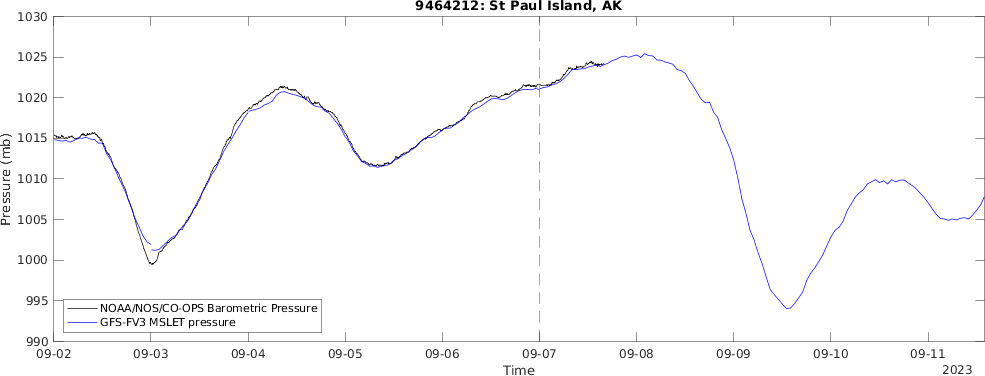 9464212: St Paul Island, AK
Pressure (mb)
1030
1025
1020
1015
1010
1005
1000
995
990
NOAA/NOS/CO-OPS Barometric Pressure
GFS-FV3 MSLET pressure
09-02 09-03 09-04 09-05 09-06 09-07 09-08 09-09 09-10 09-11
Time
2023